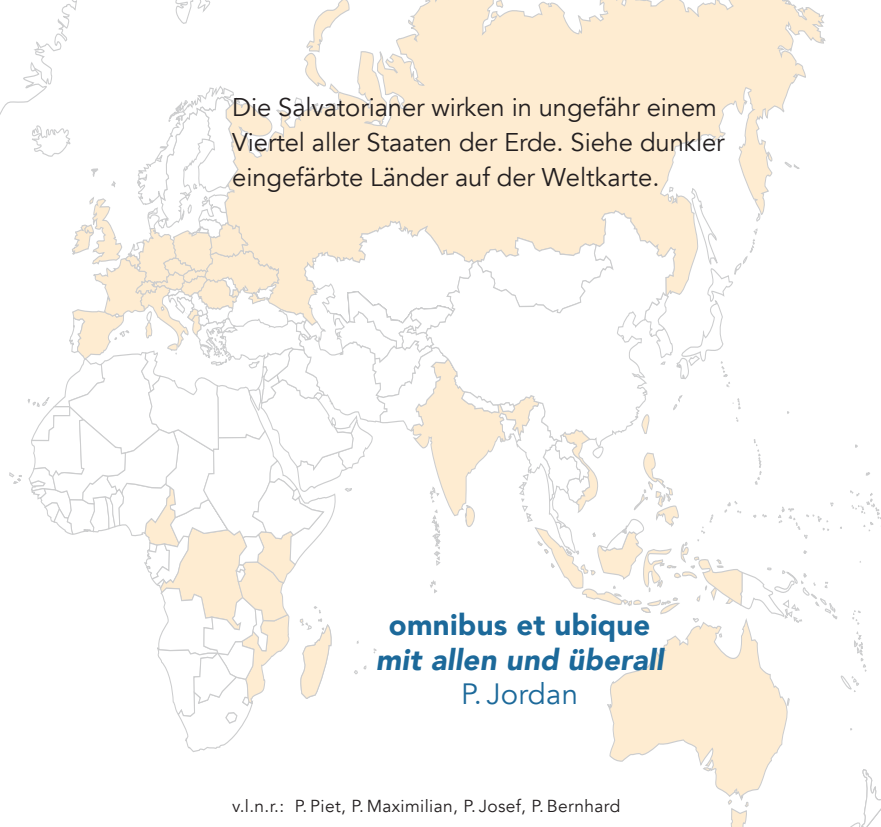 Die Salvatorianer wirken in ungefähr einem
Viertel aller Staaten der Erde. Siehe dunkler
eingefärbte Länder auf der Weltkarte.
omnibus et ubique
mit allen und überall
P. Jordan
v.l.n.r.: P. Piet, P. Maximilian, P. Josef, P. Bernhard